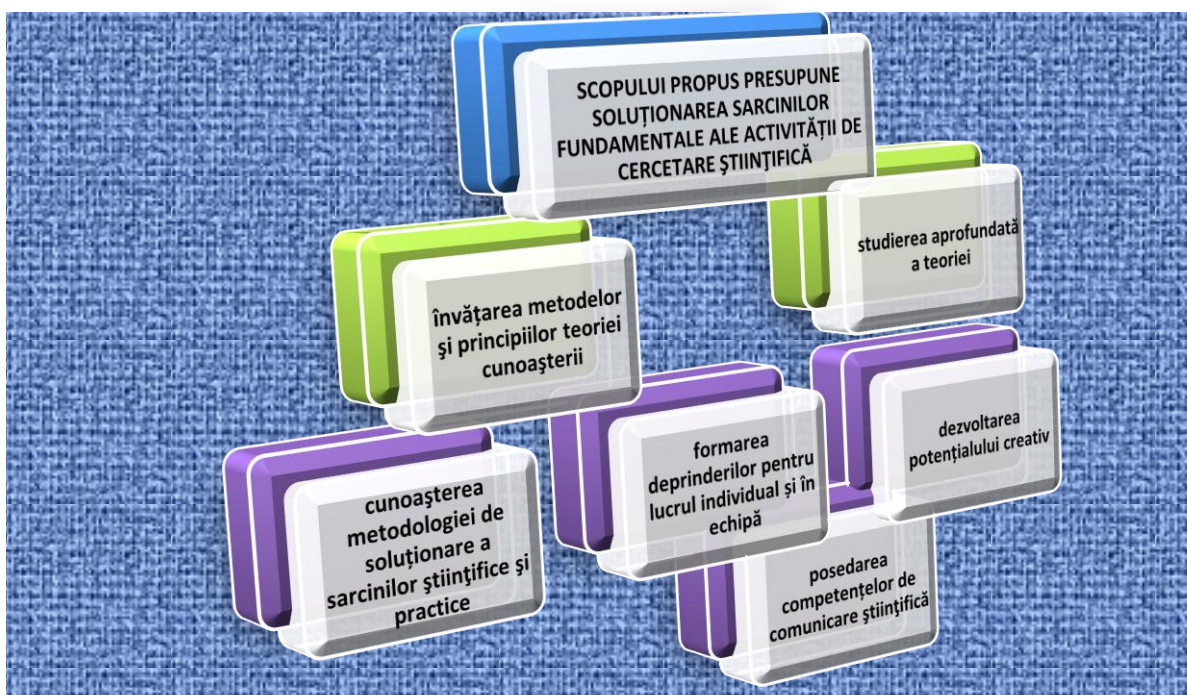 SCOPULUI PROPUS PRESUPUNE
SOLUȚIONAREA SARCINILOR
FUNDAMENTALE ALE ACTIVITĂȚII DE
CERCETARE ŞTIINŢIFICĂ
învățarea metodelor
şi principiilor teoriei
cunoaşterii
studierea aprofundată
a teoriei
cunoaşterea
metodologiei de
soluționare a
sarcinilor ştiinţifice şi
practice
formarea
deprinderilor pentru
lucrul individual și în
echipă
dezvoltarea
potențialului creativ
posedarea
competențelor de
comunicare ştiinţifică